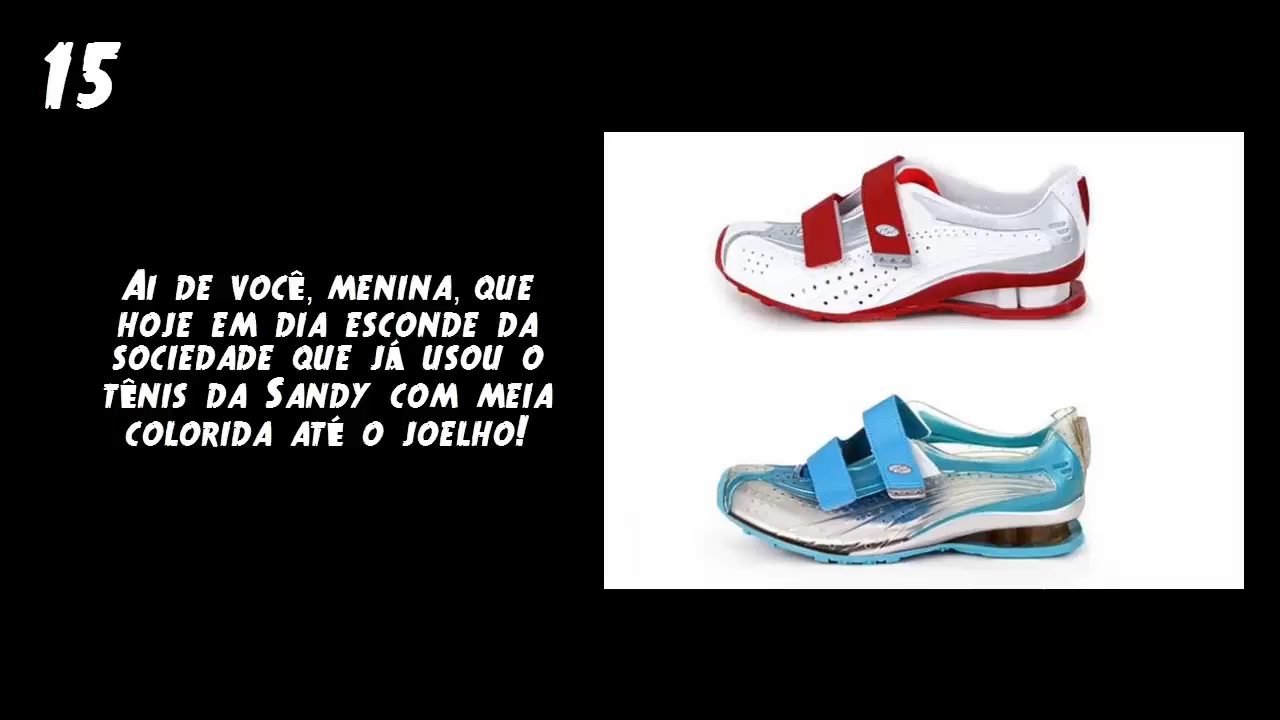 15
Ai de você, menina, que
hoje em dia esconde da
sociedade que já usou o
tênis da Sandy com meia
colorida até o joelho!